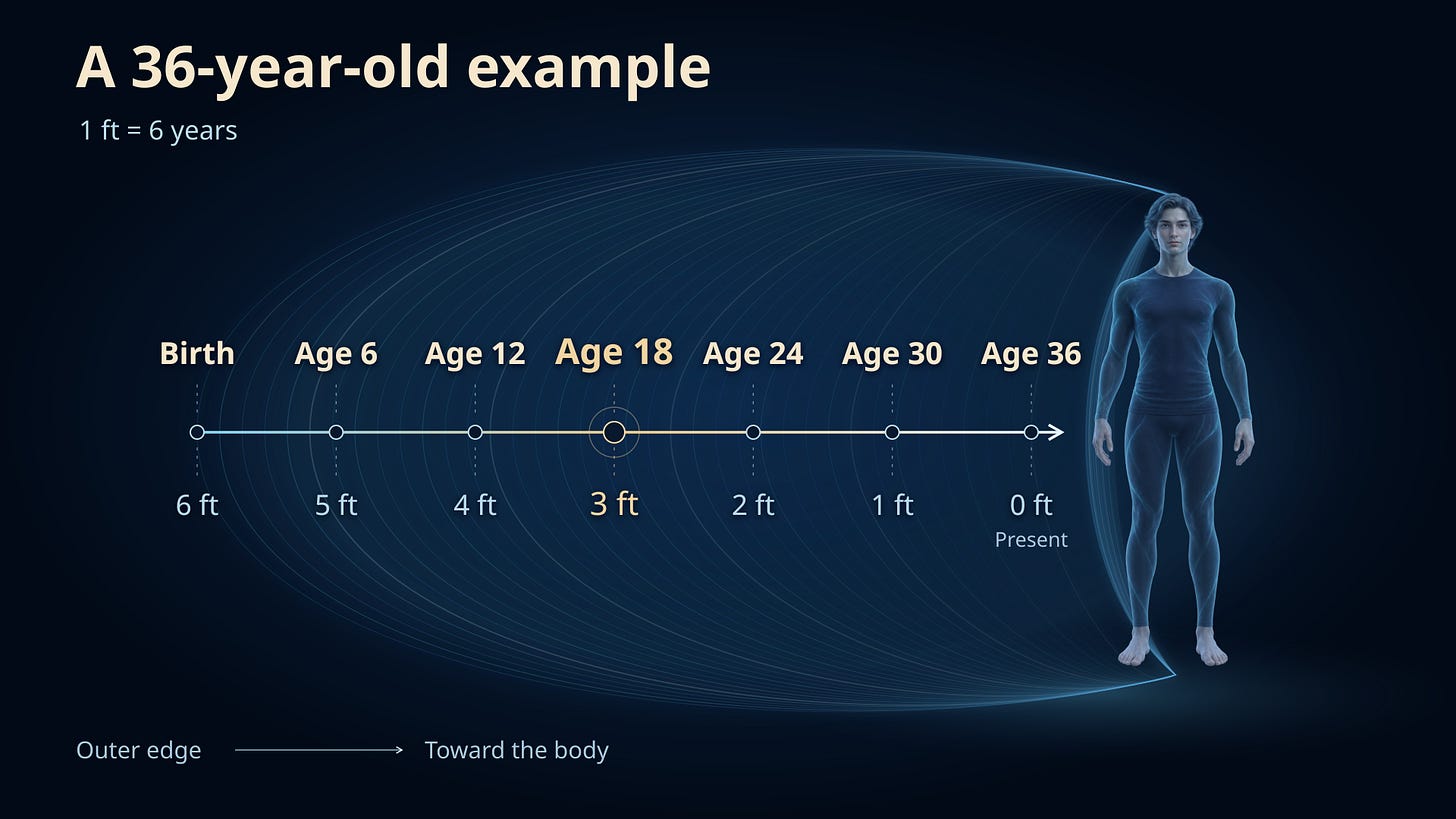 A 36-year-old example
1 ft = 6 years
Birth Age 6 Age 12 Age 18 Age 24 Age 30 Age 36
6 ft 5 ft 4 ft 3 ft 2 ft 1 ft 0 ft
Present
Outer edge Toward the body